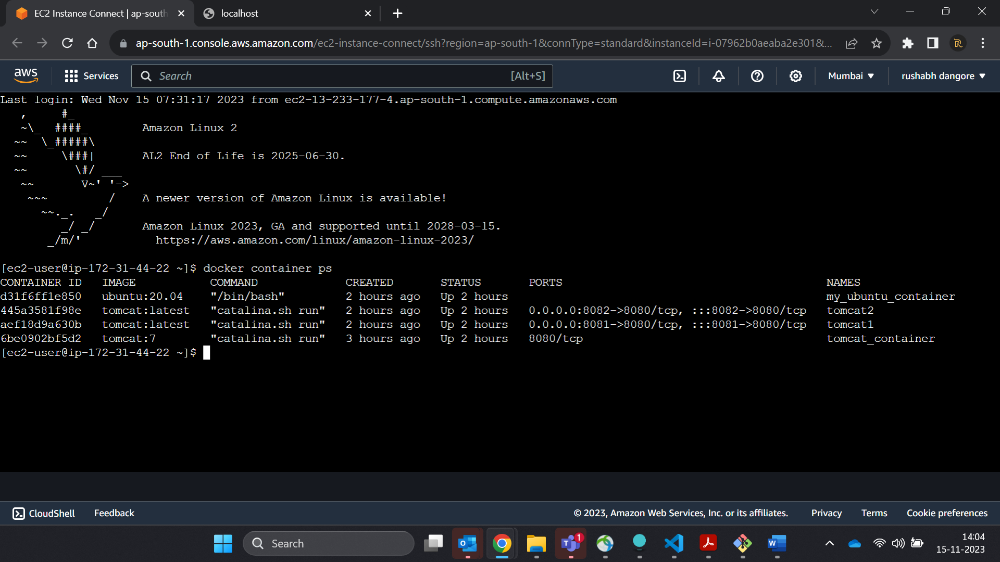 EC2 Instance Connect | ap-south
localhost
ap-south-1.console.aws.amazon.com/ec2-instance-connect/ssh?region=ap-south-1&connType=standard&instanceId=i-07962b0aeaba2e301&...
R
aws
Services
Search
[Alt+S]
Mumbai
rushabh dangore
Last login: Wed Nov 15 07:31:17 2023 from ec2-13-233-177-4.ap-south-1.compute.amazonaws.com
   ,     #_
   ~\_  ####_        Amazon Linux 2
  ~~  \_#####\
  ~~     \###|       AL2 End of Life is 2025-06-30.
  ~~       \#/ ___
   ~~       V~' '->
    ~~~         /    A newer version of Amazon Linux is available!
      ~~._.   _/
         _/ _/       Amazon Linux 2023, GA and supported until 2028-03-15.
       _/m/'           https://aws.amazon.com/linux/amazon-linux-2023/
[ec2-user@ip-172-31-44-22 ~]$ docker container ps
CONTAINER ID   IMAGE           COMMAND             CREATED       STATUS       PORTS                                       NAMES
d31f6ff1e850   ubuntu:20.04    "/bin/bash"         2 hours ago   Up 2 hours                                               my_ubuntu_container
445a3581f98e   tomcat:latest   "catalina.sh run"   2 hours ago   Up 2 hours   0.0.0.0:8082->8080/tcp, :::8082->8080/tcp   tomcat2
aef18d9a630b   tomcat:latest   "catalina.sh run"   2 hours ago   Up 2 hours   0.0.0.0:8081->8080/tcp, :::8081->8080/tcp   tomcat1
6be0902bf5d2   tomcat:7        "catalina.sh run"   3 hours ago   Up 2 hours   8080/tcp                                    tomcat_container
[ec2-user@ip-172-31-44-22 ~]$
CloudShell
Feedback
© 2023, Amazon Web Services, Inc. or its affiliates.
Privacy
Terms
Cookie preferences
Search
1
14:04
15-11-2023